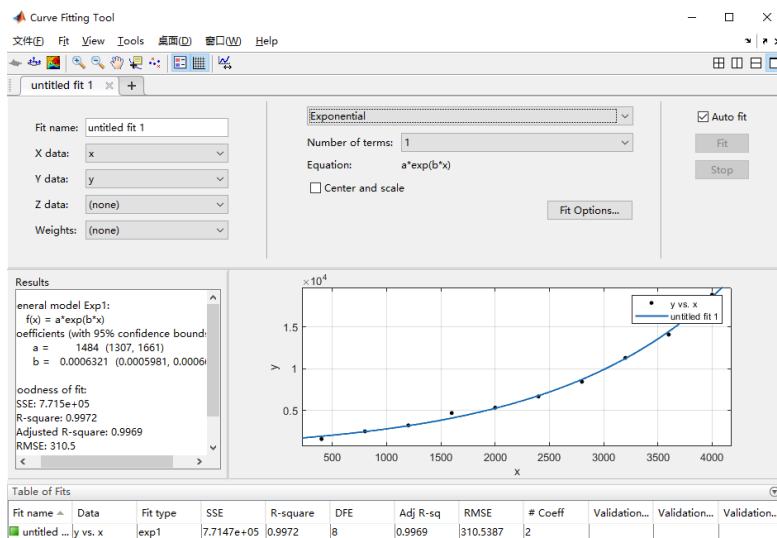 Curve Fitting Tool
文件(F) Fit View Tools 桌面(D) 窗口(W) Help
untitled fit 1
Fit name: untitled fit 1
X data: x
Y data: y
Z data: (none)
Weights: (none)
Exponential
Number of terms: 1
Equation: a*exp(b*x)
Center and scale
Fit Options...
Auto fit
Fit
Stop
Results
eneral model Exp1:
f(x) = a*exp(b*x)
oefficients (with 95% confidence bound
a = 1484 (1307, 1661)
b = 0.0006321 (0.0005981, 0.0006
oodness of fit:
SSE: 7.715e+05
R-square: 0.9972
Adjusted R-square: 0.9969
RMSE: 310.5
×10^4
1.5
1
0.5
y
500 1000 1500 2000 2500 3000 3500 4000
x
y vs. x
untitled fit 1
Table of Fits
Fit name Data Fit type SSE R-square DFE Adj R-sq RMSE # Coeff Validation... Validation... Validation...
untitled ... y vs. x exp1 7.7147e+05 0.9972 8 0.9969 310.5387 2